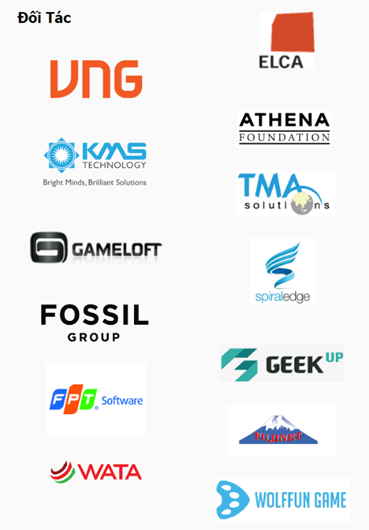 Đối Tác
VNG
KMS
TECHNOLOGY
Bright Minds, Brilliant Solutions
GAMELOFT
FOSSIL
GROUP
FPT Software
WATA
ELCA
ATHENA
FOUNDATION
TMA
solutions
spiraledge
GEEK UP
FUJINET
WOLFFUN GAME